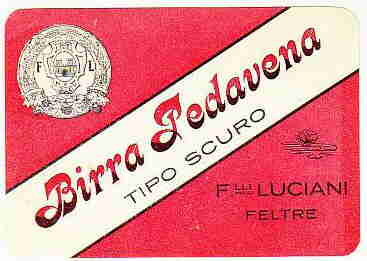 F L
Birra Pedavena
TIPO SCURO
F LLI LUCIANI
FELTRE